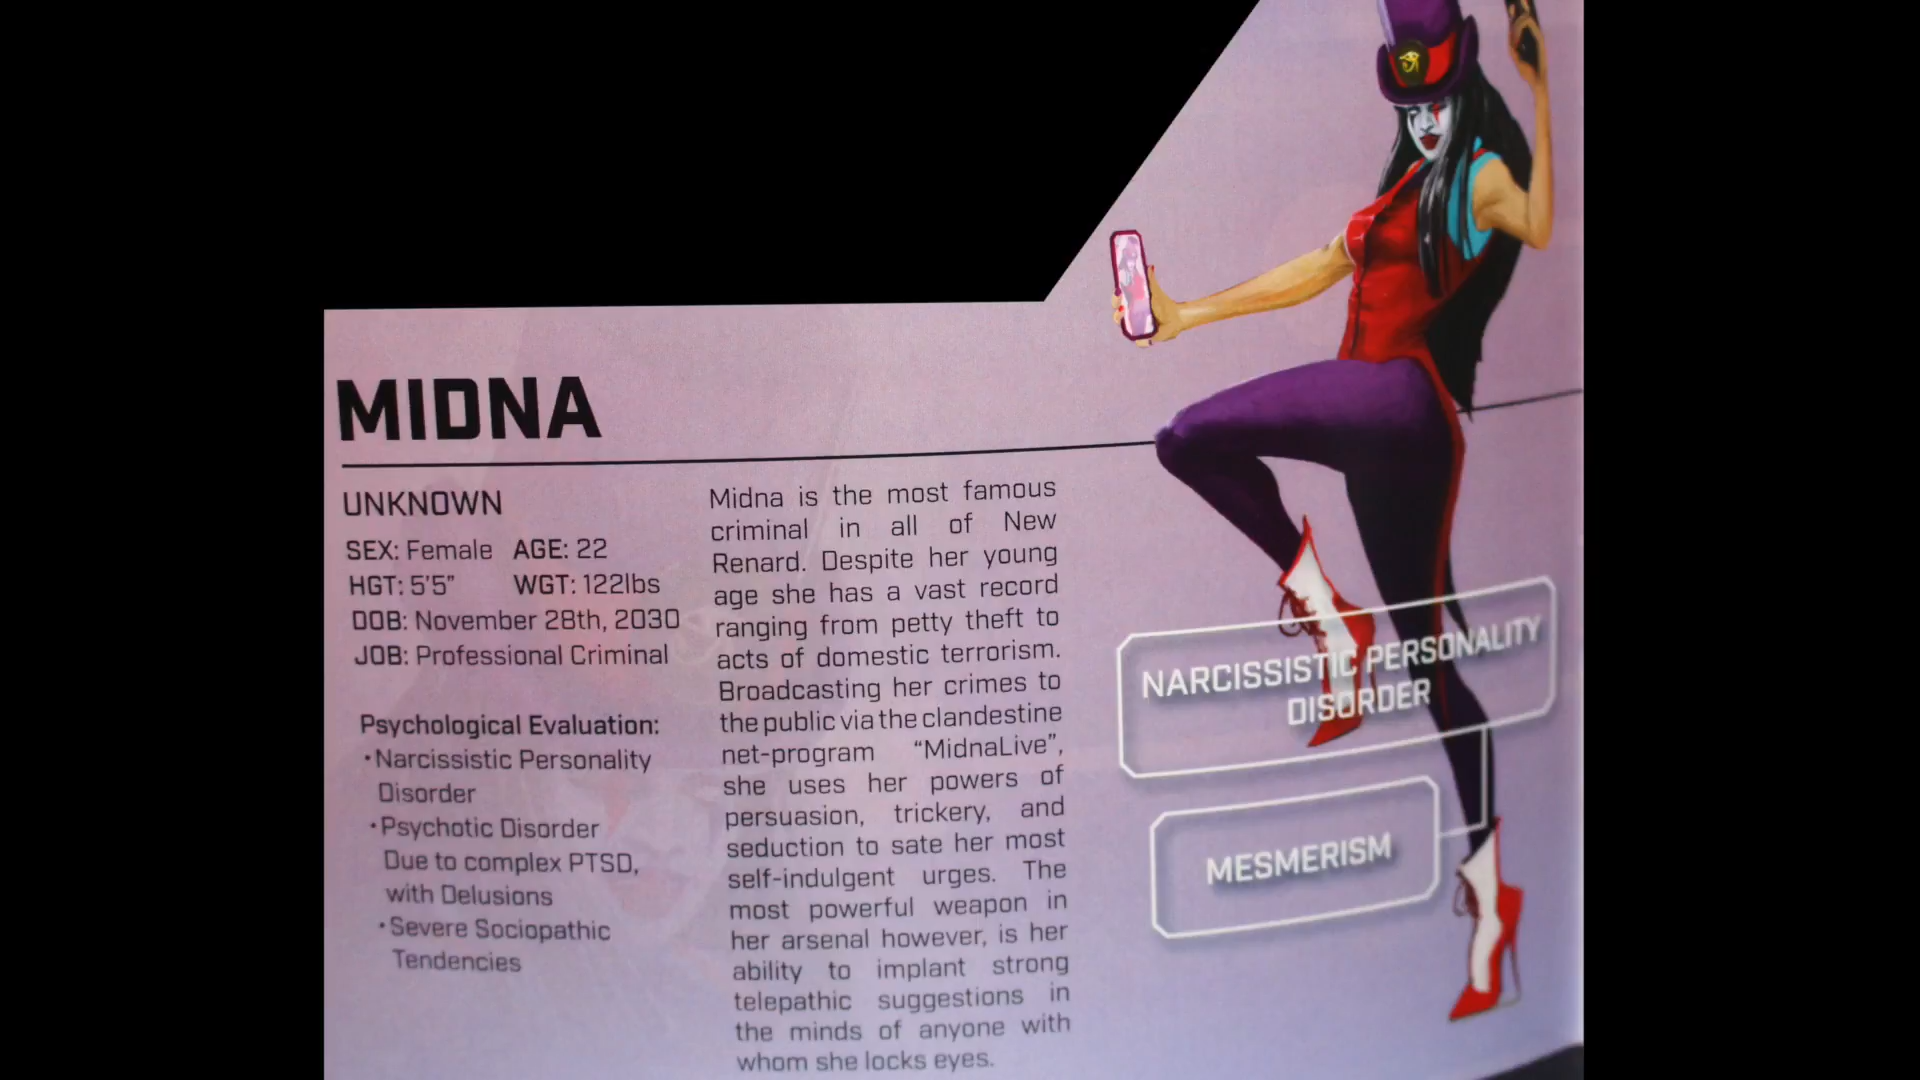 MIDNA
UNKNOWN
SEX: Female AGE: 22
HGT: 5'5" WGT: 122lbs
DOB: November 28th, 2030
JOB: Professional Criminal
Psychological Evaluation:
•Narcissistic Personality
Disorder
•Psychotic Disorder
Due to complex PTSD,
with Delusions
•Severe Sociopathic
Tendencies
Midna is the most famous
criminal in all of New
Renard. Despite her young
age she has a vast record
ranging from petty theft to
acts of domestic terrorism.
Broadcasting her crimes to
the public via the clandestine
net-program “MidnaLive”,
she uses her powers of
persuasion, trickery, and
seduction to sate her most
self-indulgent urges. The
most powerful weapon in
her arsenal however, is her
ability to implant strong
telepathic suggestions in
the minds of anyone with
whom she locks eyes.
NARCISSISTIC PERSONALITY
DISORDER
MESMERISM